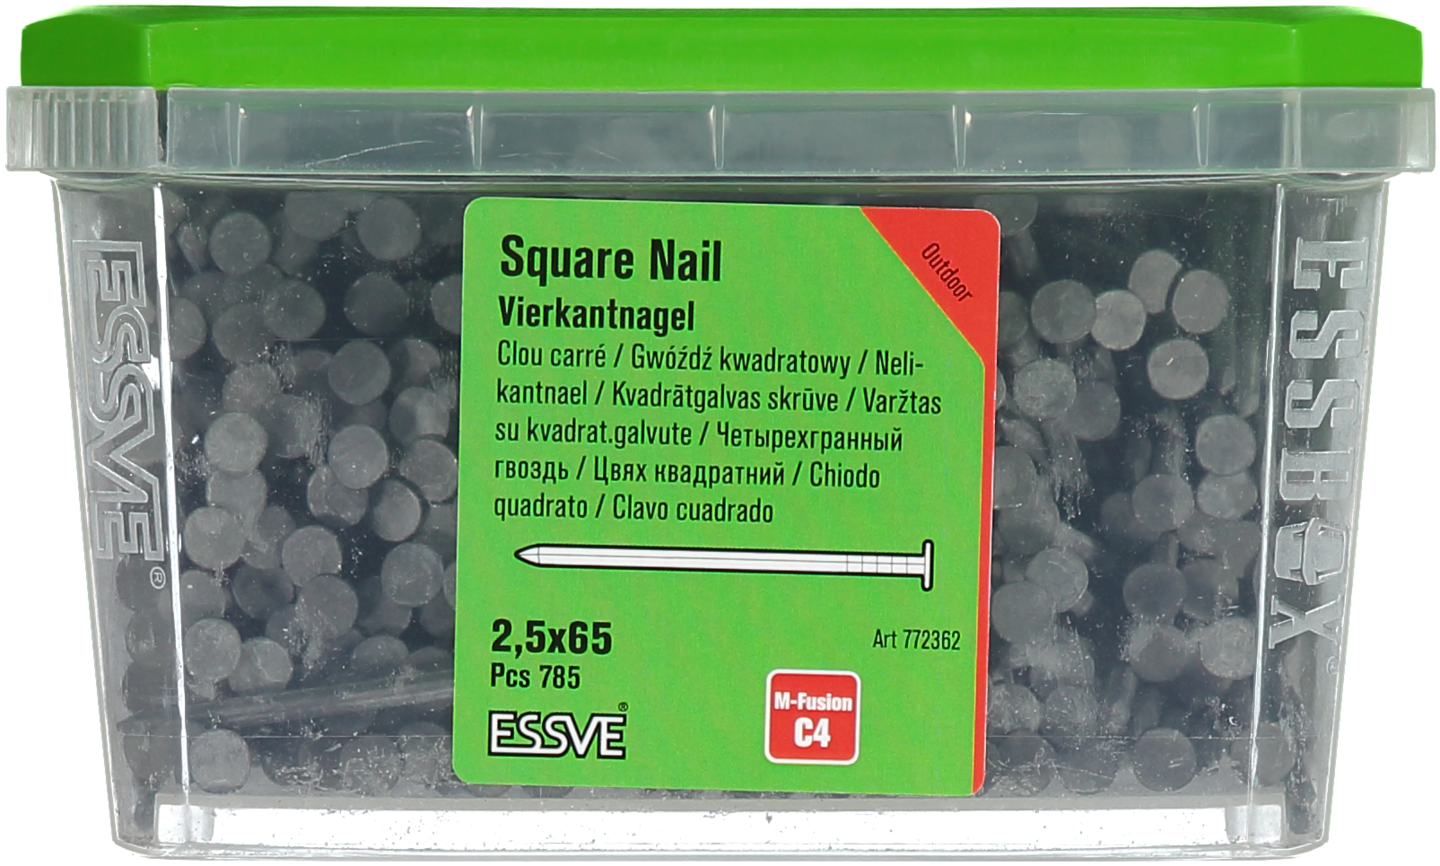 Square Nail
Outdoor
Vierkantnagel
Clou carré / Gwóźdź kwadratowy / Neli-
kantnael / Kvadrātgalvas skrūve / Varžtas
su kvadrat.galvute / Четырехгранный
гвоздь / Цвях квадратний / Chiodo
quadrato / Clavo cuadrado
2,5x65
Art 772362
Pcs 785
M-Fusion
C4
ESSVE®
ESSVE®
ESSBOX®